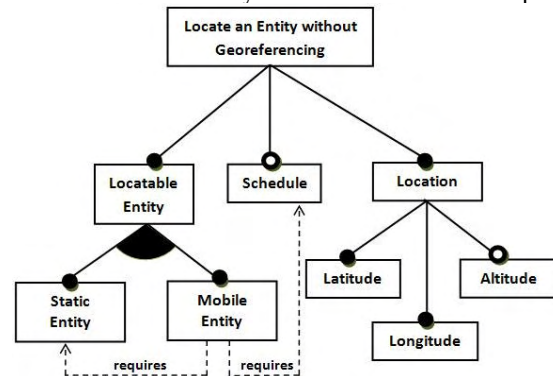 Locate an Entity without
Georeferencing
Locatable
Entity
Schedule
Location
Static
Entity
Mobile
Entity
Latitude
Altitude
Longitude
requires
requires